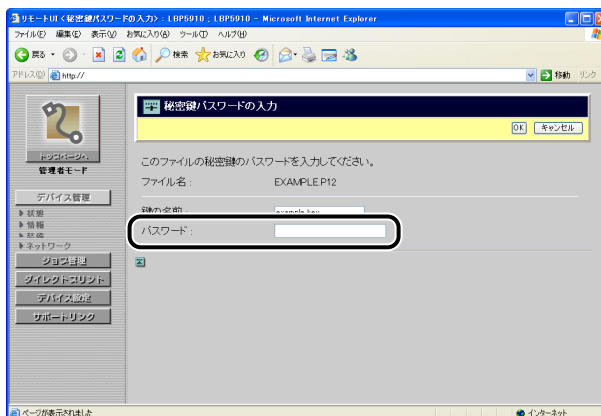 リモートUI <秘密鍵パスワードの入力> : LBP5910 ; LBP5910 - Microsoft Internet Explorer
ファイル(F) 編集(E) 表示(V) お気に入り(A) ツール(T) ヘルプ(H)
戻る 検索 お気に入り
アドレス(D) http:// 移動 リンク
秘密鍵パスワードの入力
OK キャンセル
トップページへ
管理者モード
このファイルの秘密鍵のパスワードを入力してください。
ファイル名 : EXAMPLE.P12
鍵の名前 : example key
パスワード :
デバイス管理
状態
情報
ネットワーク
ジョブ管理
ダイレクトプリント
デバイス設定
サポートリンク
ページが表示されました インターネット